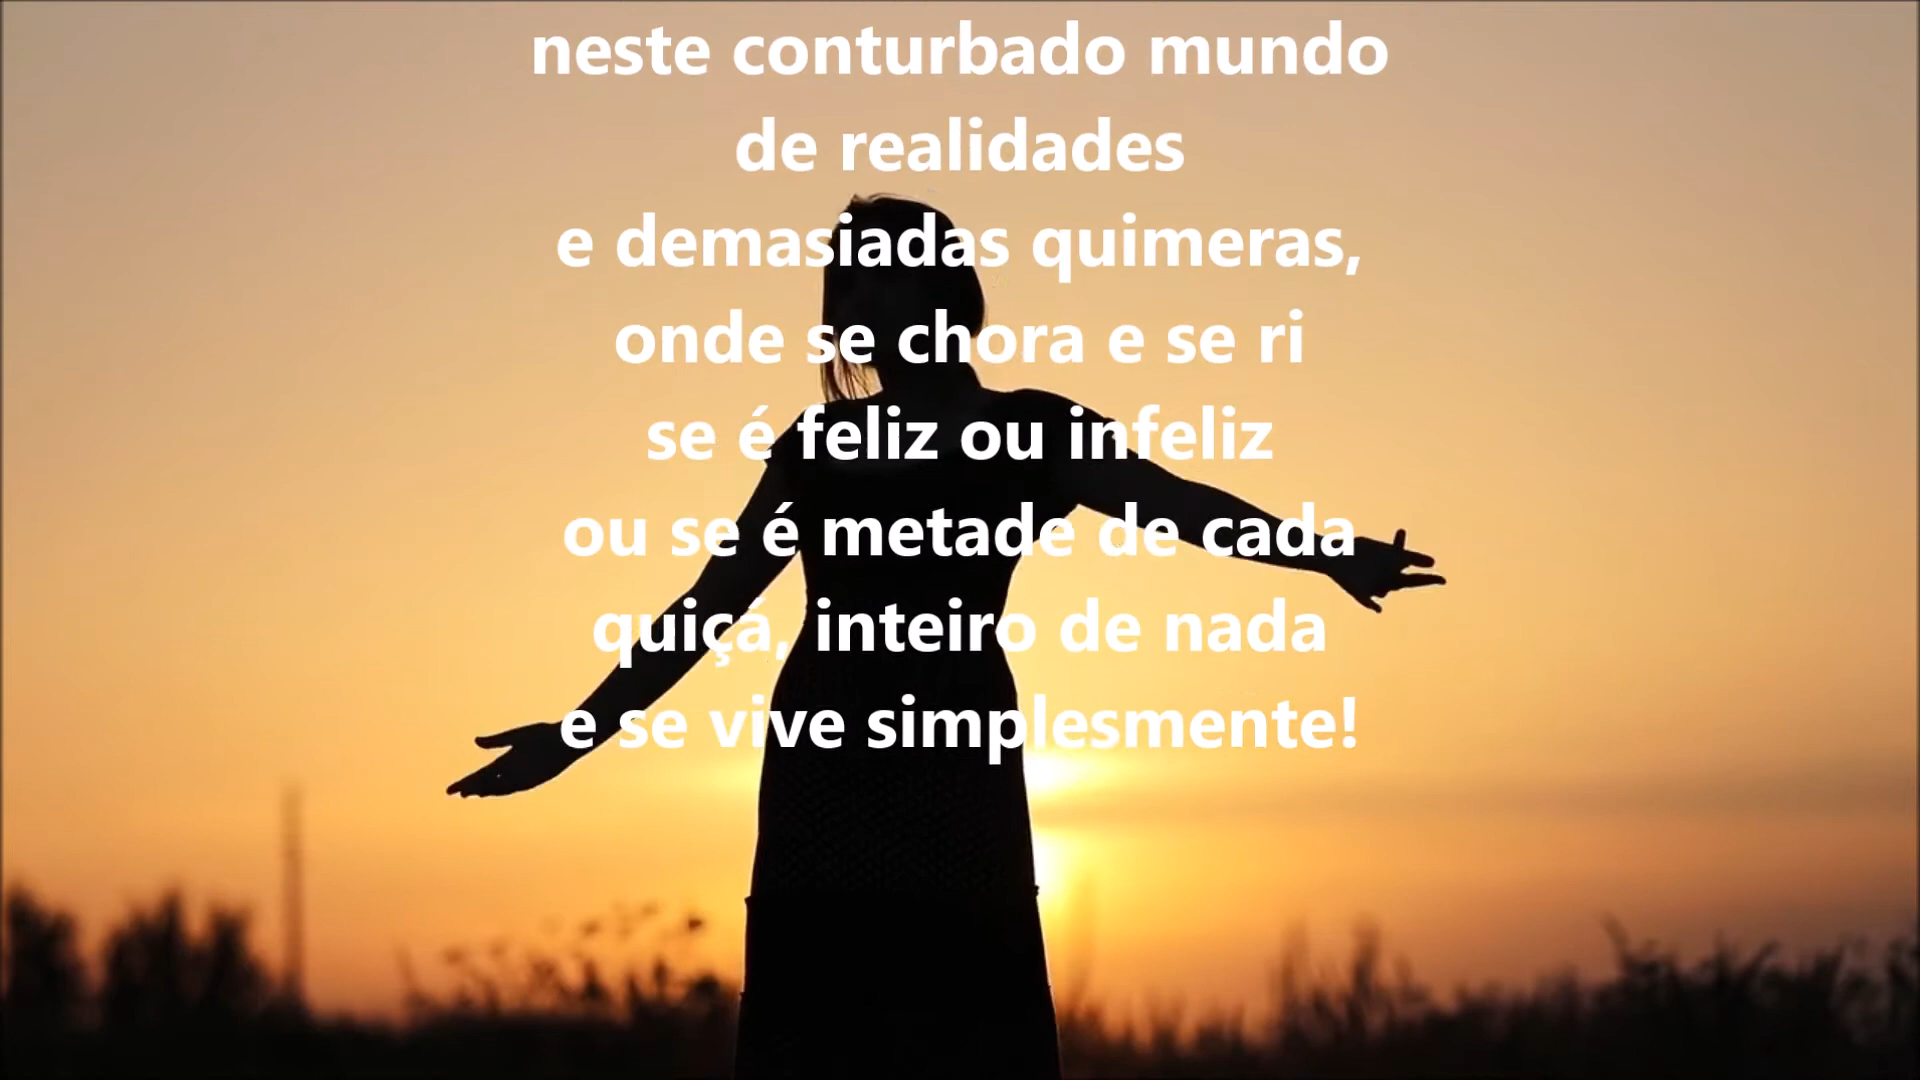 neste conturbado mundo
de realidades
e demasiadas quimeras,
onde se chora e se ri
se é feliz ou infeliz
ou se é metade de cada
quiçá, inteiro de nada
e se vive simplesmente!